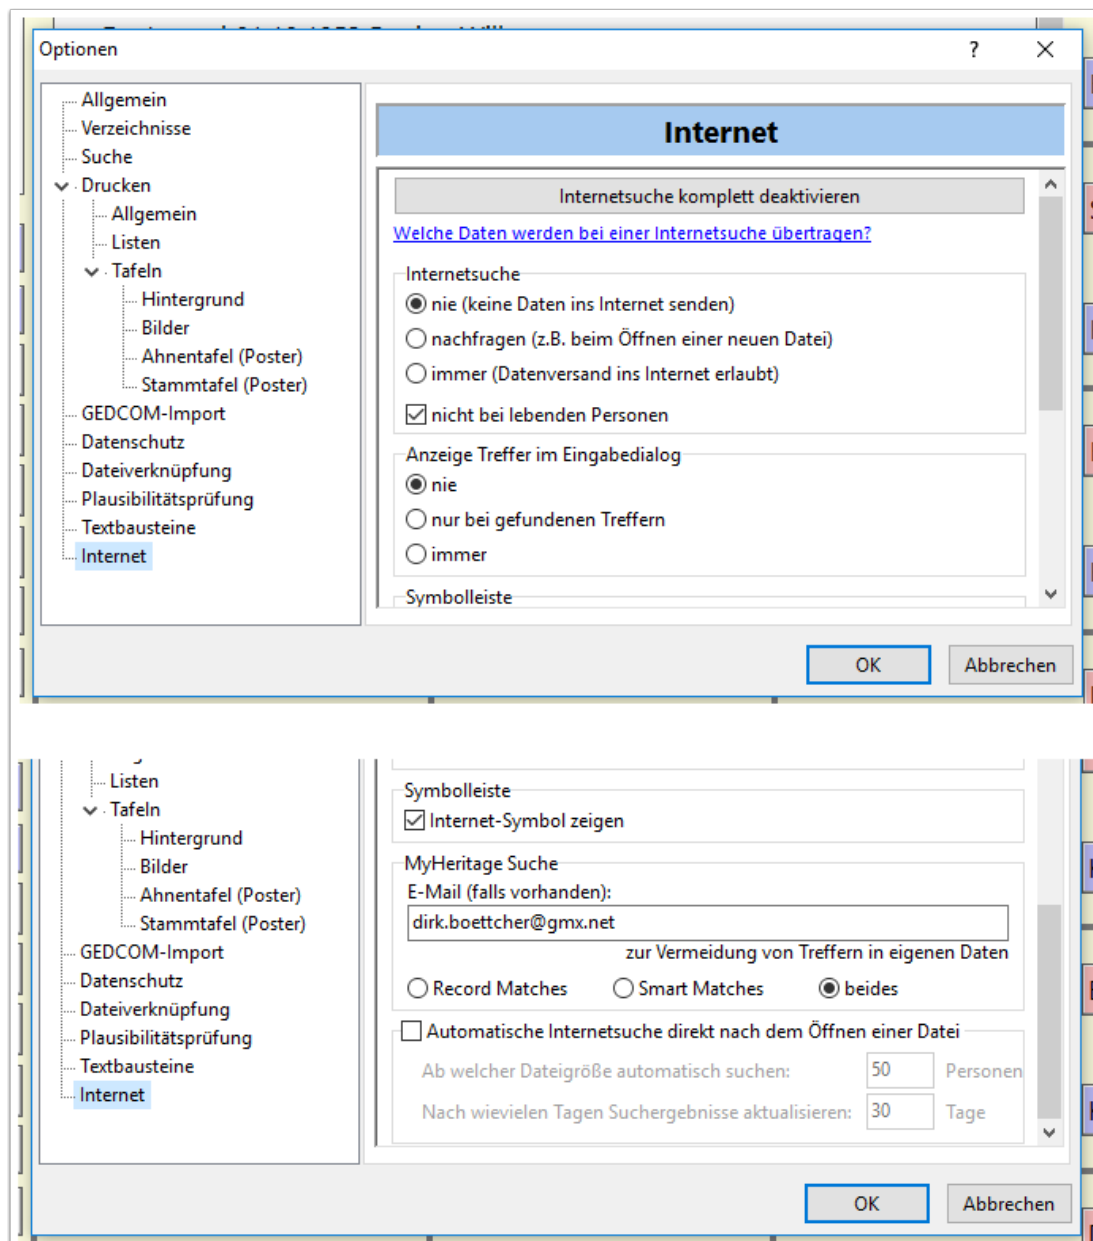 Optionen
?
Allgemein
Verzeichnisse
Suche
Drucken
Allgemein
Listen
Tafeln
Hintergrund
Bilder
Ahnentafel (Poster)
Stammtafel (Poster)
GEDCOM-Import
Datenschutz
Dateiverknüpfung
Plausibilitätsprüfung
Textbausteine
Internet
Internet
Internetsuche komplett deaktivieren
Welche Daten werden bei einer Internetsuche übertragen?
Internetsuche
nie (keine Daten ins Internet senden)
nachfragen (z.B. beim Öffnen einer neuen Datei)
immer (Datenversand ins Internet erlaubt)
nicht bei lebenden Personen
Anzeige Treffer im Eingabedialog
nie
nur bei gefundenen Treffern
immer
Symbolleiste
OK
Abbrechen
Listen
Tafeln
Hintergrund
Bilder
Ahnentafel (Poster)
Stammtafel (Poster)
GEDCOM-Import
Datenschutz
Dateiverknüpfung
Plausibilitätsprüfung
Textbausteine
Internet
Symbolleiste
Internet-Symbol zeigen
MyHeritage Suche
E-Mail (falls vorhanden):
dirk.boettcher@gmx.net
zur Vermeidung von Treffern in eigenen Daten
Record Matches Smart Matches beides
Automatische Internetsuche direkt nach dem Öffnen einer Datei
Ab welcher Dateigröße automatisch suchen: 50 Personen
Nach wievielen Tagen Suchergebnisse aktualisieren: 30 Tage
OK
Abbrechen